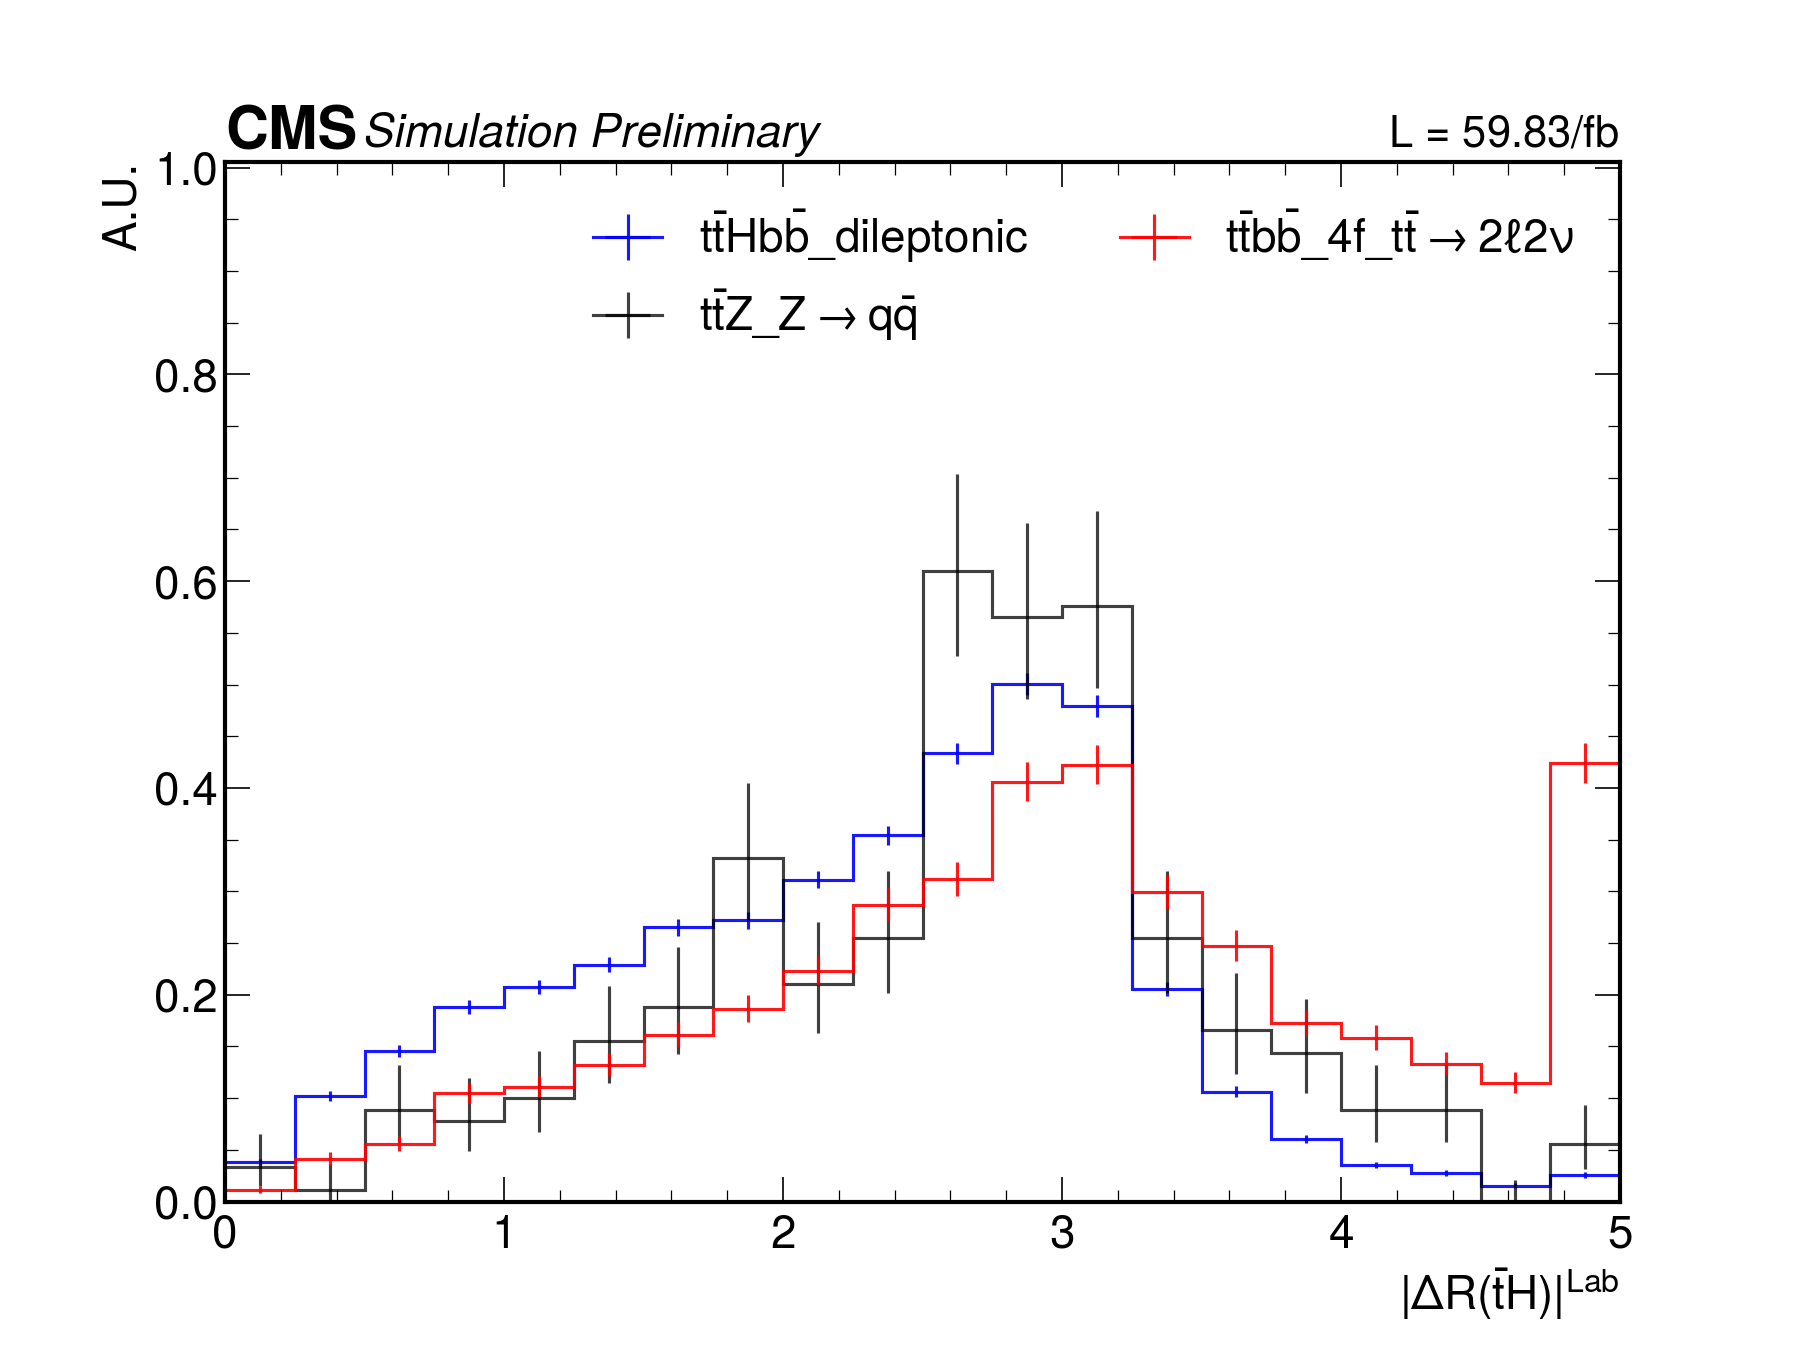 CMS Simulation Preliminary L = 59.83/fb
A.U.
tt̄Hbb̄_dileptonic tt̄bb̄_4f_tt̄ → 2ℓ2ν
tt̄Z_Z → qq̄
1.0
0.8
0.6
0.4
0.2
0.0
0 1 2 3 4 5
|ΔR(t̄H)|^Lab